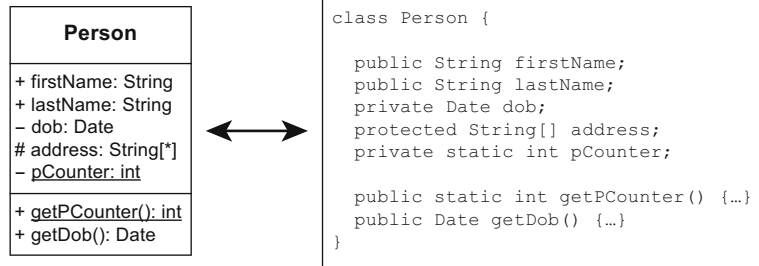 Person
+ firstName: String
+ lastName: String
– dob: Date
# address: String[*]
– pCounter: int
+ getPCounter(): int
+ getDob(): Date
class Person {
public String firstName;
public String lastName;
private Date dob;
protected String[] address;
private static int pCounter;
public static int getPCounter() {…}
public Date getDob() {…}
}